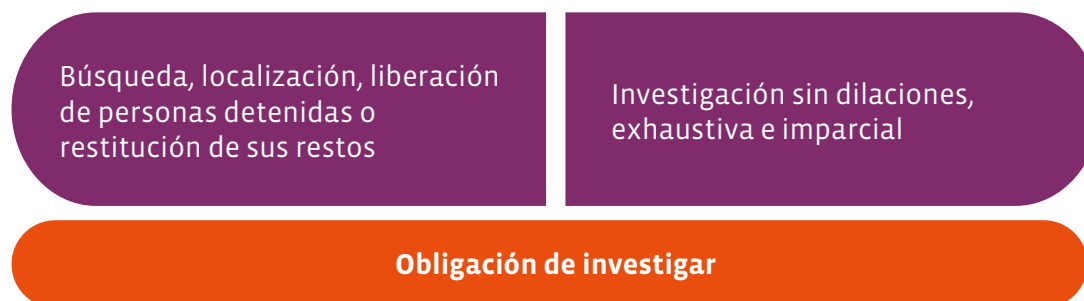 Búsqueda, localización, liberación
de personas detenidas o
restitución de sus restos
Investigación sin dilaciones,
exhaustiva e imparcial
Obligación de investigar